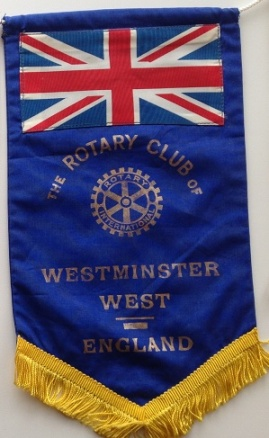 THE ROTARY CLUB OF
ROTARY
INTERNATIONAL
WESTMINSTER
WEST
ENGLAND